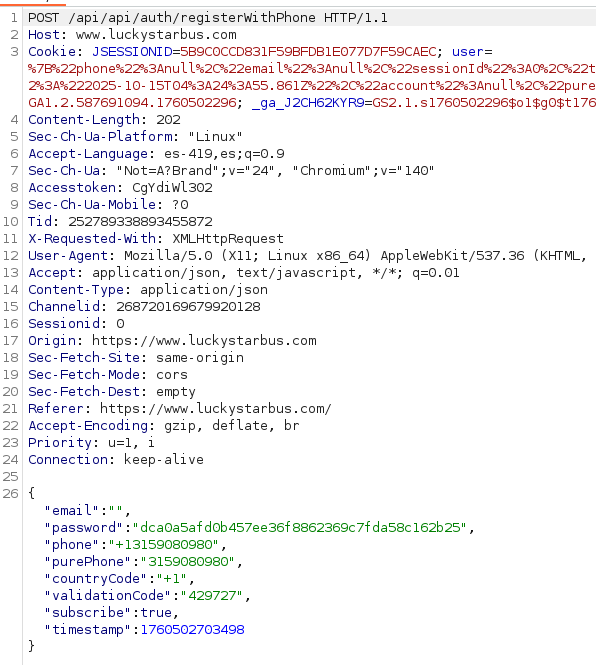 1 POST /api/api/auth/registerWithPhone HTTP/1.1
2 Host: www.luckystarbus.com
3 Cookie: JSESSIONID=5B9C0CCD831F59BFDB1E077D7F59CAEC; user=
%7B%22phone%22%3Anull%2C%22email%22%3Anull%2C%22sessionId%22%3A0%2C%22t
2%3A%222025-10-15T04%3A24%3A55.861Z%22%2C%22account%22%3Anull%2C%22pure
GA1.2.587691094.1760502296; _ga_J2CH62KYR9=GS2.1.s1760502296$o1$g0$t176
4 Content-Length: 202
5 Sec-Ch-Ua-Platform: "Linux"
6 Accept-Language: es-419,es;q=0.9
7 Sec-Ch-Ua: "Not=A?Brand";v="24", "Chromium";v="140"
8 Accesstoken: CgYdiWl302
9 Sec-Ch-Ua-Mobile: ?0
10 Tid: 252789338893455872
11 X-Requested-With: XMLHttpRequest
12 User-Agent: Mozilla/5.0 (X11; Linux x86_64) AppleWebKit/537.36 (KHTML,
13 Accept: application/json, text/javascript, */*; q=0.01
14 Content-Type: application/json
15 Channelid: 268720169679920128
16 Sessionid: 0
17 Origin: https://www.luckystarbus.com
18 Sec-Fetch-Site: same-origin
19 Sec-Fetch-Mode: cors
20 Sec-Fetch-Dest: empty
21 Referer: https://www.luckystarbus.com/
22 Accept-Encoding: gzip, deflate, br
23 Priority: u=1, i
24 Connection: keep-alive
25
26 {
"email":"",
"password":"dca0a5afd0b457ee36f8862369c7fda58c162b25",
"phone":"+13159080980",
"purePhone":"3159080980",
"countryCode":"+1",
"validationCode":"429727",
"subscribe":true,
"timestamp":1760502703498
}